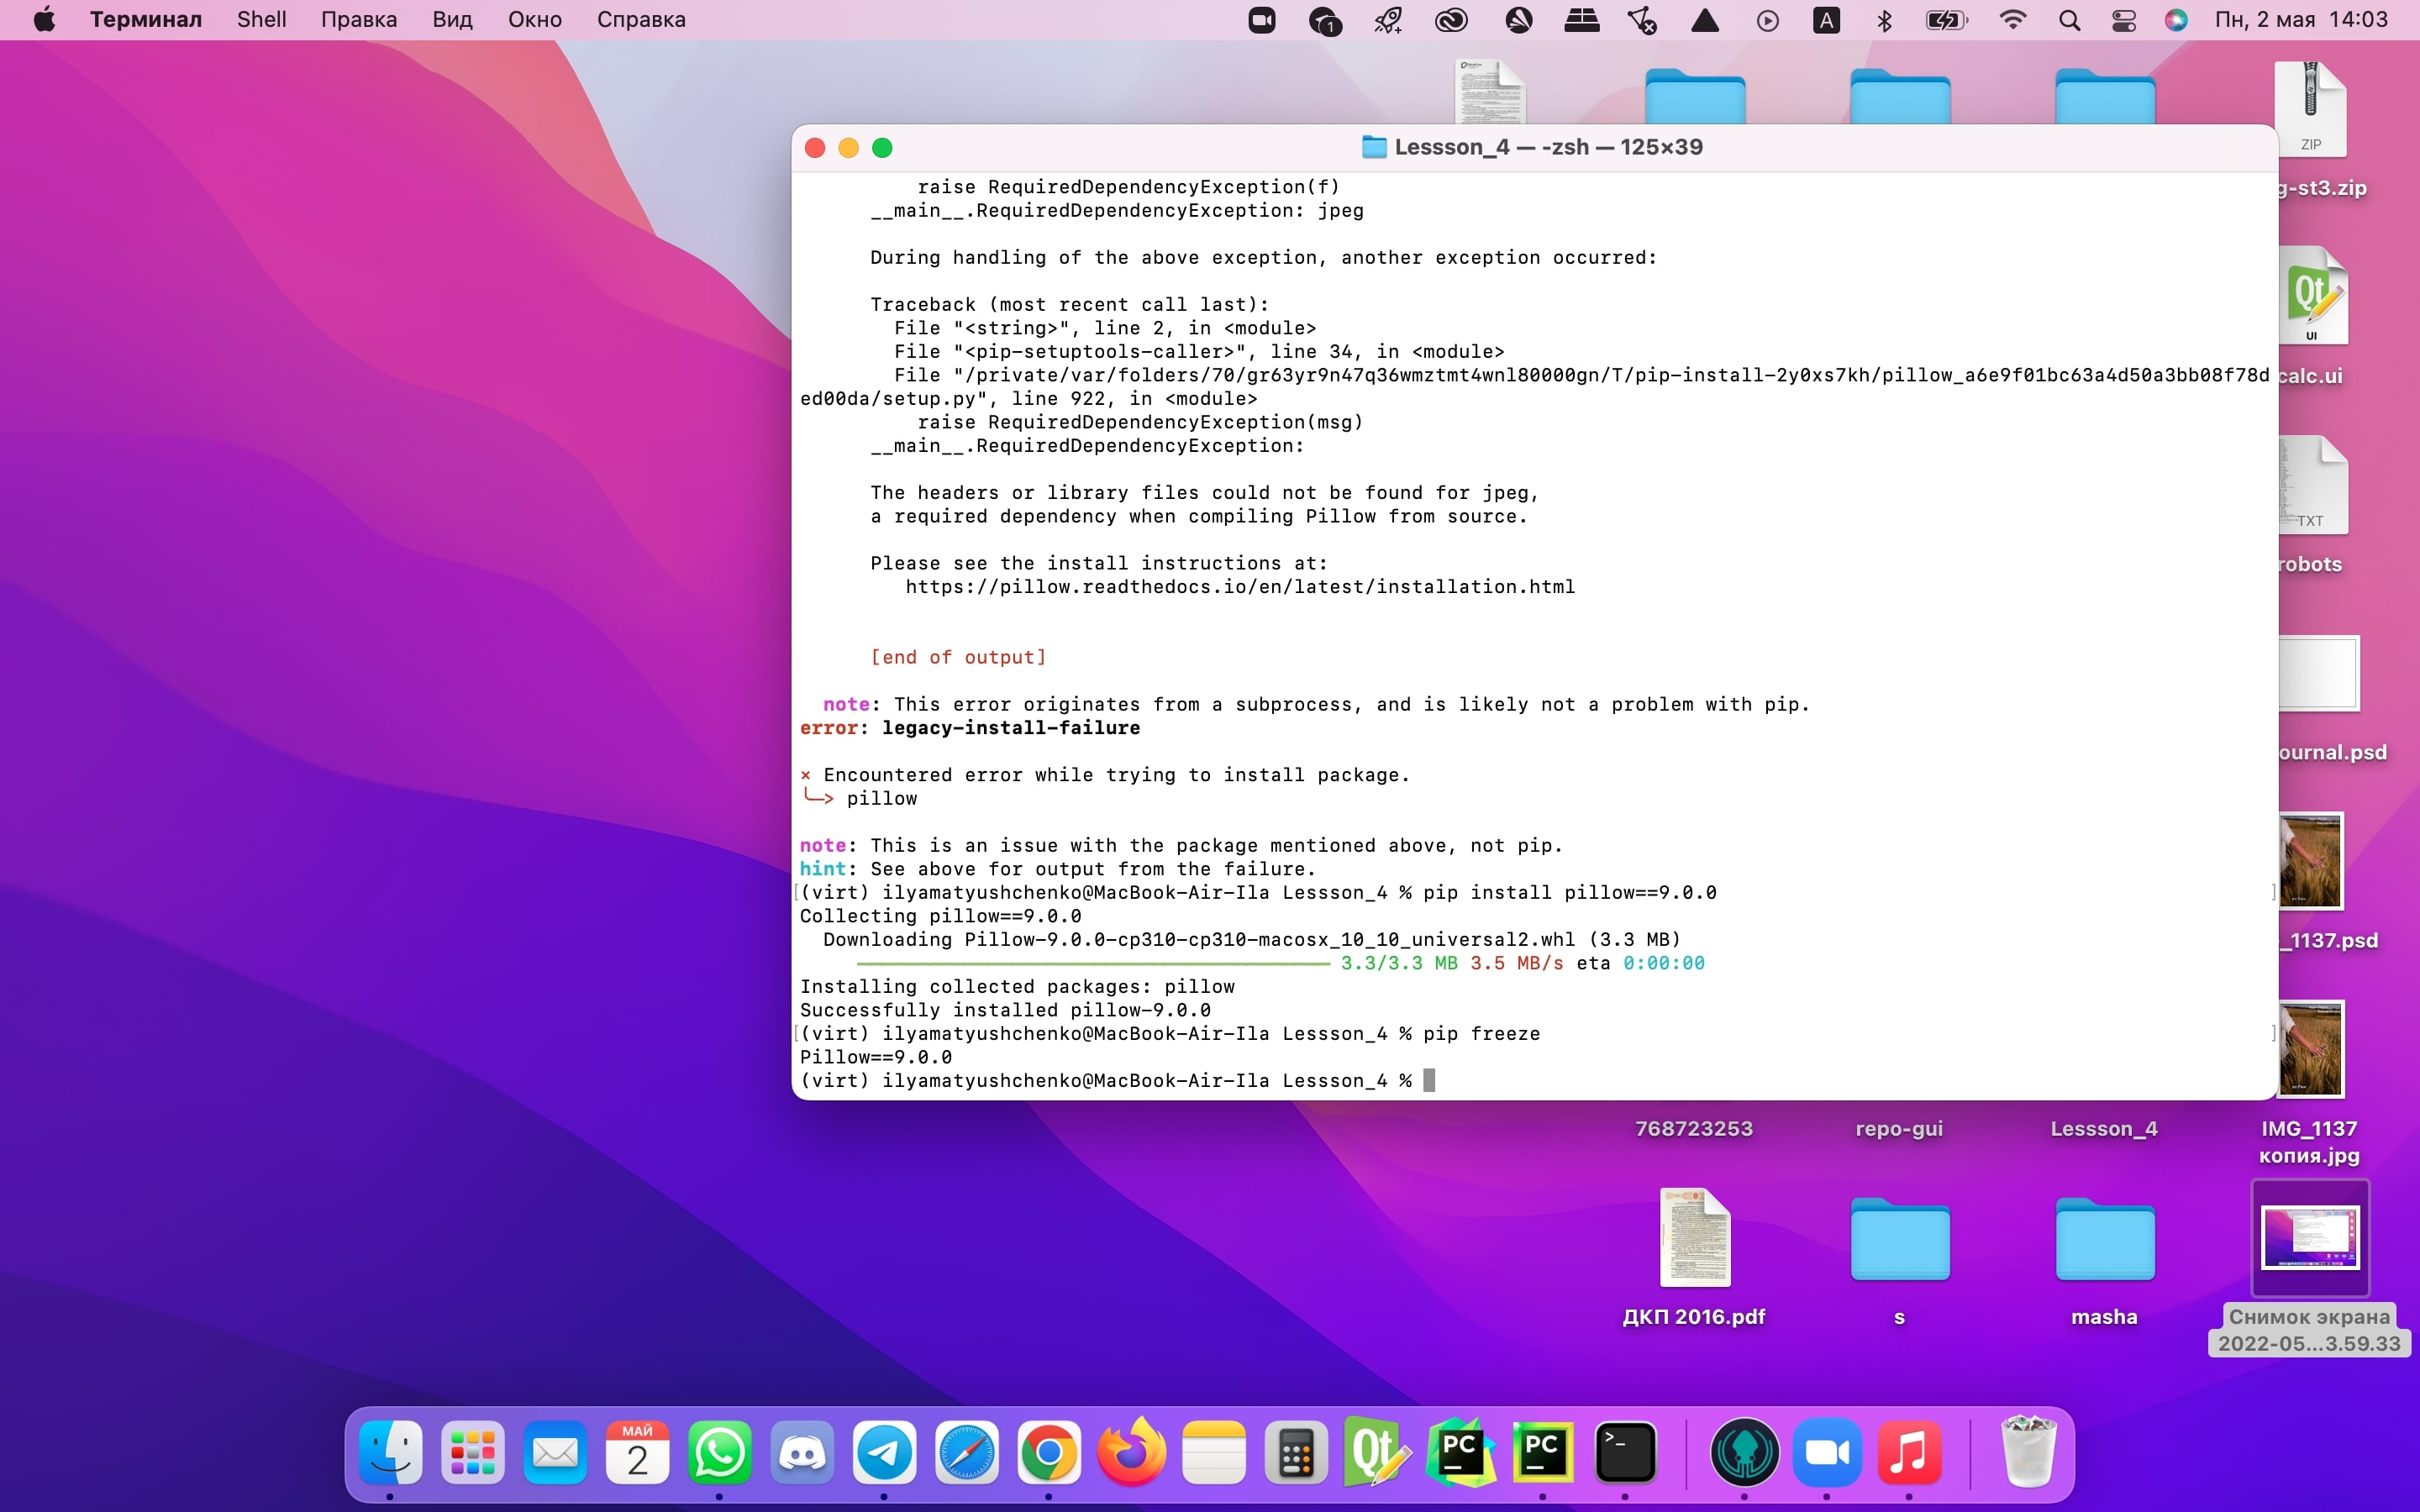 Терминал Shell Правка Вид Окно Справка
1
A
Пн, 2 мая 14:03
ZIP
g-st3.zip
Qt
UI
calc.ui
TXT
robots
ournal.psd
_1137.psd
Lessson_4 — -zsh — 125×39
raise RequiredDependencyException(f)
__main__.RequiredDependencyException: jpeg
During handling of the above exception, another exception occurred:
Traceback (most recent call last):
File "<string>", line 2, in <module>
File "<pip-setuptools-caller>", line 34, in <module>
File "/private/var/folders/70/gr63yr9n47q36wmztmt4wnl80000gn/T/pip-install-2y0xs7kh/pillow_a6e9f01bc63a4d50a3bb08f78d
ed00da/setup.py", line 922, in <module>
raise RequiredDependencyException(msg)
__main__.RequiredDependencyException:
The headers or library files could not be found for jpeg,
a required dependency when compiling Pillow from source.
Please see the install instructions at:
https://pillow.readthedocs.io/en/latest/installation.html
[end of output]
note: This error originates from a subprocess, and is likely not a problem with pip.
error: legacy-install-failure
× Encountered error while trying to install package.
╰─> pillow
note: This is an issue with the package mentioned above, not pip.
hint: See above for output from the failure.
[(virt) ilyamatyushchenko@MacBook-Air-Ila Lessson_4 % pip install pillow==9.0.0 ]
Collecting pillow==9.0.0
Downloading Pillow-9.0.0-cp310-cp310-macosx_10_10_universal2.whl (3.3 MB)
3.3/3.3 MB 3.5 MB/s eta 0:00:00
Installing collected packages: pillow
Successfully installed pillow-9.0.0
[(virt) ilyamatyushchenko@MacBook-Air-Ila Lessson_4 % pip freeze ]
Pillow==9.0.0
(virt) ilyamatyushchenko@MacBook-Air-Ila Lessson_4 %
768723253
repo-gui
Lessson_4
IMG_1137
копия.jpg
ДКП 2016.pdf
s
masha
Снимок экрана
2022-05...3.59.33
МАЙ
2
Qt
PC
PC
>_